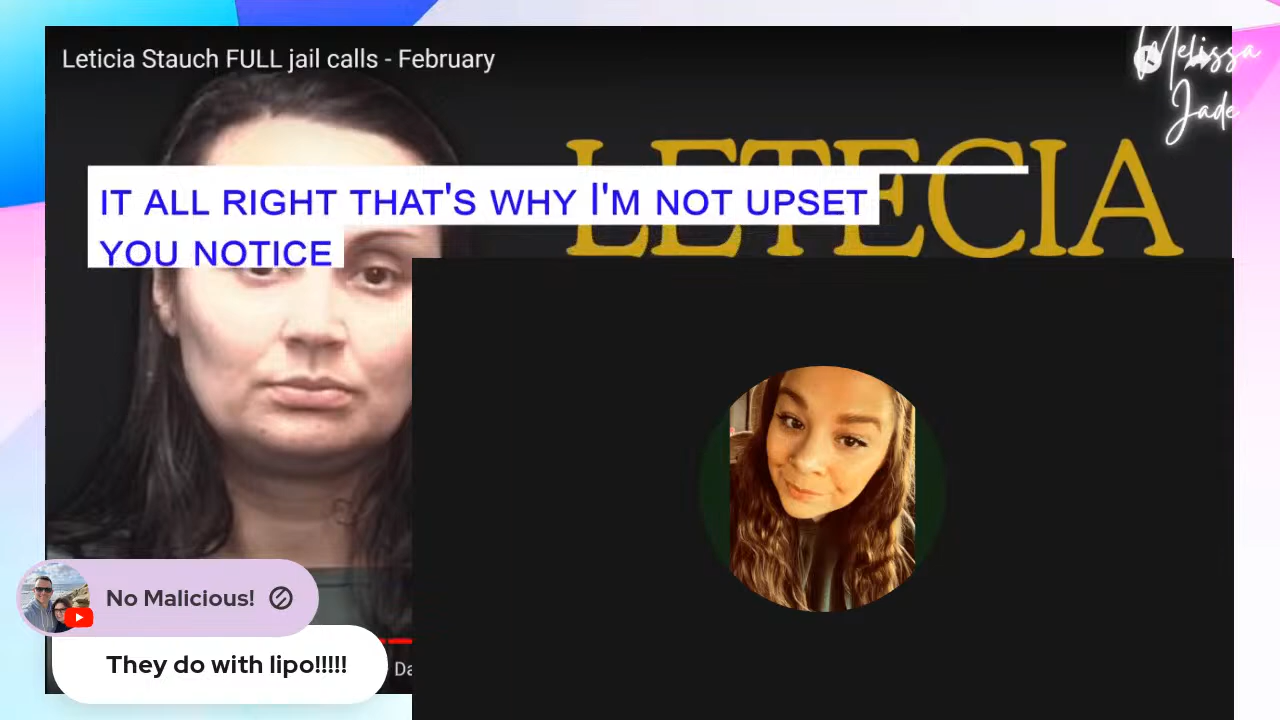 Leticia Stauch FULL jail calls - February
Melissa
Jade
LETECIA
IT ALL RIGHT THAT'S WHY I'M NOT UPSET
YOU NOTICE
No Malicious!
They do with lipo!!!!!